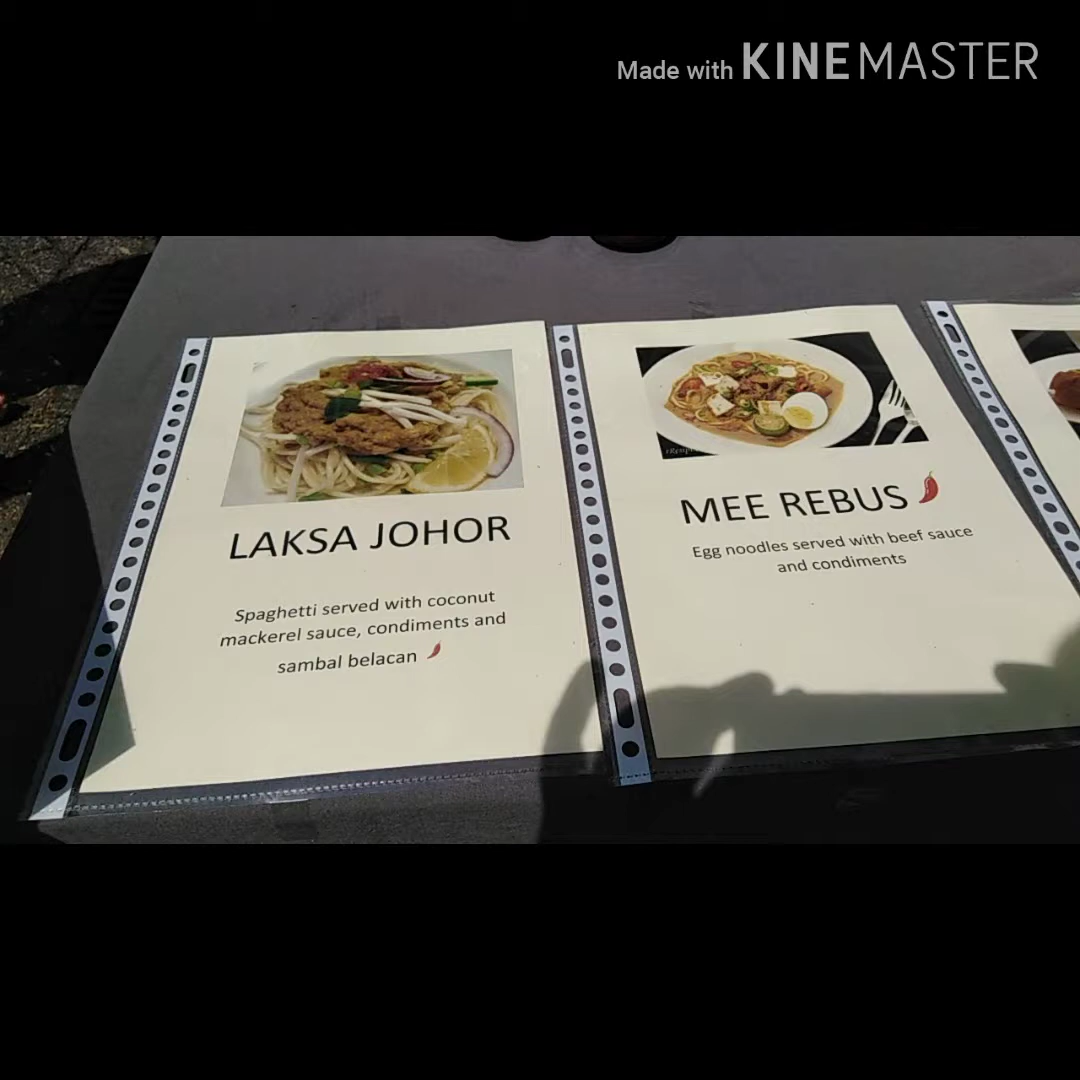 Made with KINEMASTER
LAKSA JOHOR
Spaghetti served with coconut
mackerel sauce, condiments and
sambal belacan
MEE REBUS
Egg noodles served with beef sauce
and condiments